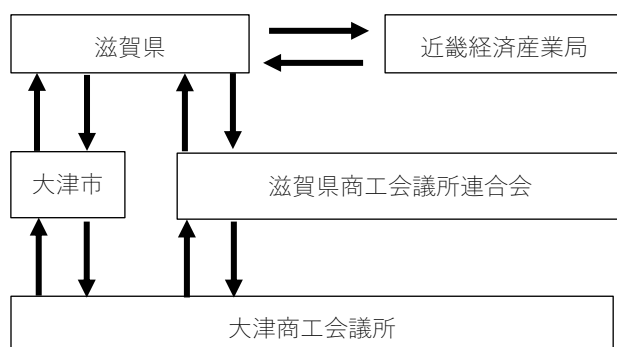 滋賀県
近畿経済産業局
大津市
滋賀県商工会議所連合会
大津商工会議所